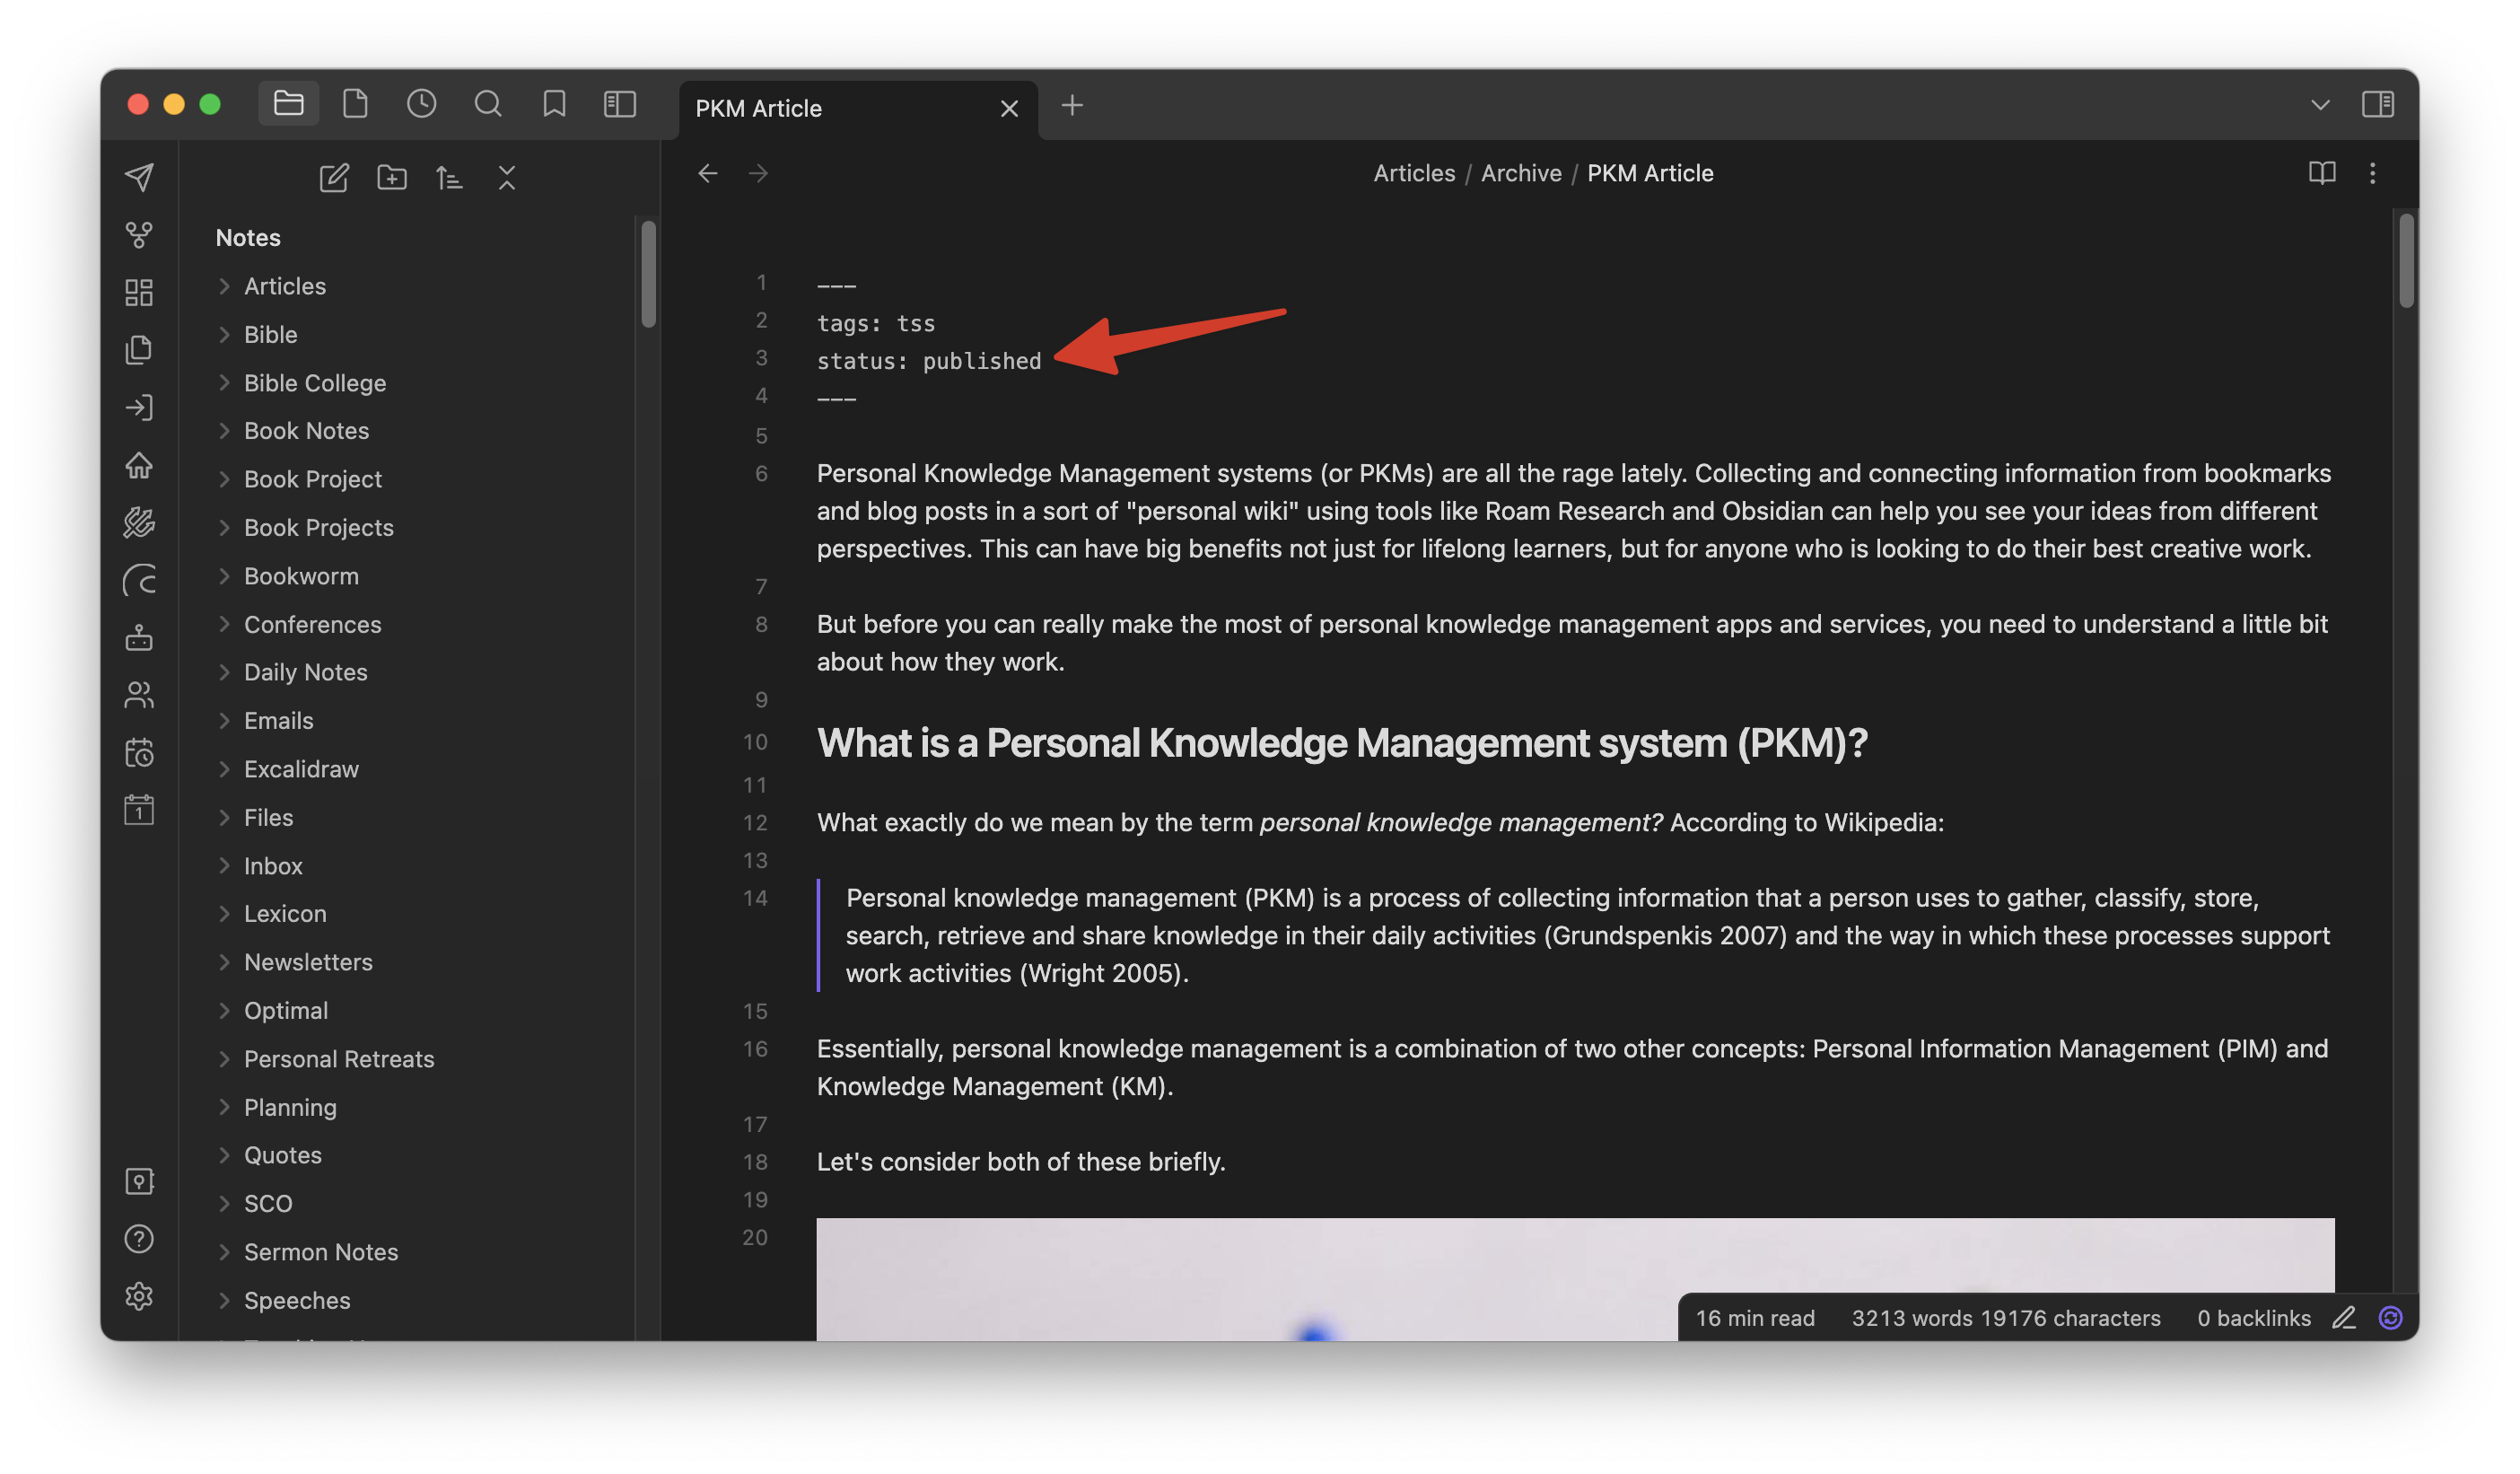 PKM Article
Articles / Archive / PKM Article
Notes
Articles
Bible
Bible College
Book Notes
Book Project
Book Projects
Bookworm
Conferences
Daily Notes
Emails
Excalidraw
Files
Inbox
Lexicon
Newsletters
Optimal
Personal Retreats
Planning
Quotes
SCO
Sermon Notes
Speeches
1
1 ---
2 tags: tss
3 status: published
4 ---
5
6 Personal Knowledge Management systems (or PKMs) are all the rage lately. Collecting and connecting information from bookmarks
and blog posts in a sort of "personal wiki" using tools like Roam Research and Obsidian can help you see your ideas from different
perspectives. This can have big benefits not just for lifelong learners, but for anyone who is looking to do their best creative work.
7
8 But before you can really make the most of personal knowledge management apps and services, you need to understand a little bit
about how they work.
9
10 What is a Personal Knowledge Management system (PKM)?
11
12 What exactly do we mean by the term personal knowledge management? According to Wikipedia:
13
14 Personal knowledge management (PKM) is a process of collecting information that a person uses to gather, classify, store,
search, retrieve and share knowledge in their daily activities (Grundspenkis 2007) and the way in which these processes support
work activities (Wright 2005).
15
16 Essentially, personal knowledge management is a combination of two other concepts: Personal Information Management (PIM) and
Knowledge Management (KM).
17
18 Let's consider both of these briefly.
19
20
16 min read 3213 words 19176 characters 0 backlinks